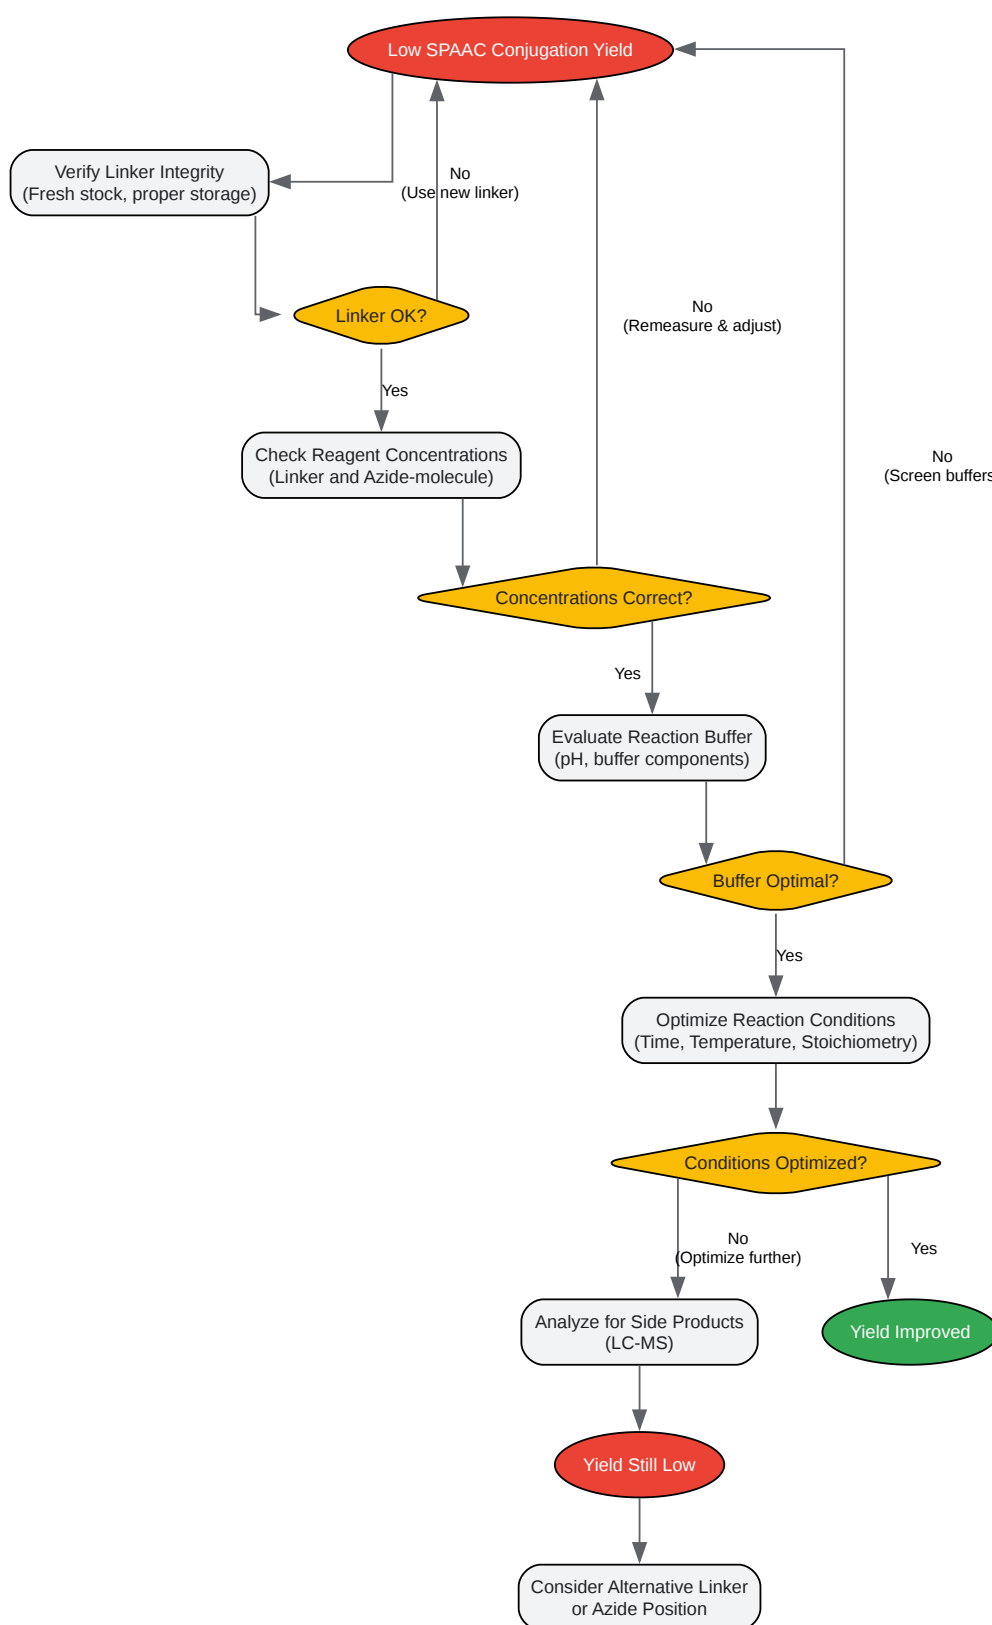 Low SPAAC Conjugation Yield
Verify Linker Integrity
(Fresh stock, proper storage)
No
(Use new linker)
Linker OK?
No
(Remeasure & adjust)
Yes
Check Reagent Concentrations
(Linker and Azide-molecule)
No
(Screen buffers
Concentrations Correct?
Yes
Evaluate Reaction Buffer
(pH, buffer components)
Buffer Optimal?
Yes
Optimize Reaction Conditions
(Time, Temperature, Stoichiometry)
Conditions Optimized?
No
(Optimize further)
Yes
Analyze for Side Products
(LC-MS)
Yield Improved
Yield Still Low
Consider Alternative Linker
or Azide Position